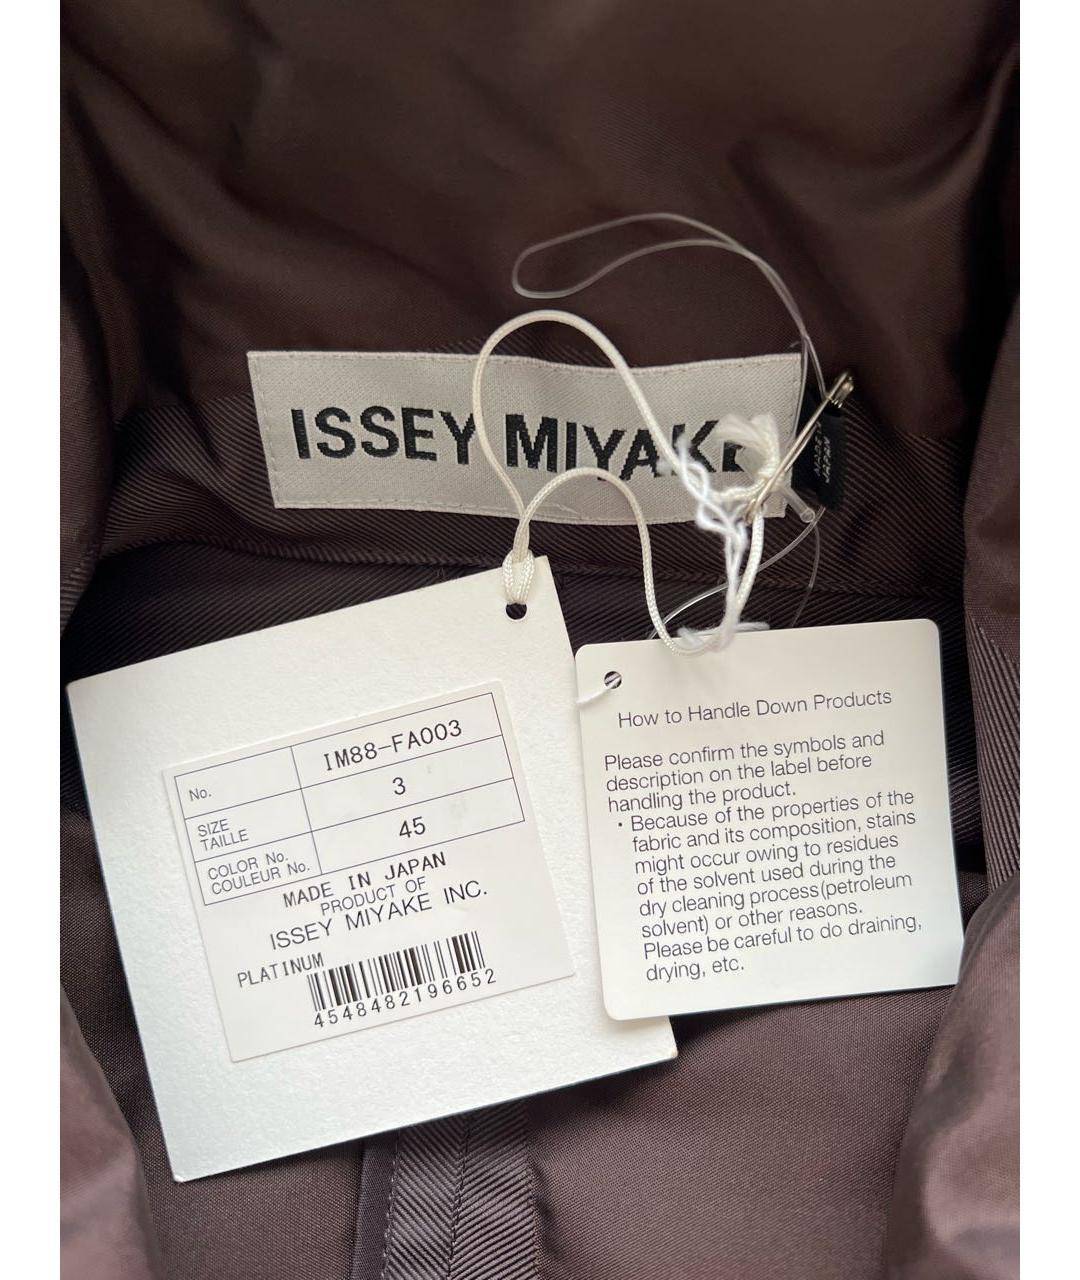 ISSEY MIYAKE
No. IM88-FA003
SIZE
TAILLE 3
COLOR No.
COULEUR No. 45
MADE IN JAPAN
PRODUCT OF
ISSEY MIYAKE INC.
PLATINUM
4548482196652
How to Handle Down Products
Please confirm the symbols and
description on the label before
handling the product.
・Because of the properties of the
fabric and its composition, stains
might occur owing to residues
of the solvent used during the
dry cleaning process(petroleum
solvent) or other reasons.
Please be careful to do draining,
drying, etc.